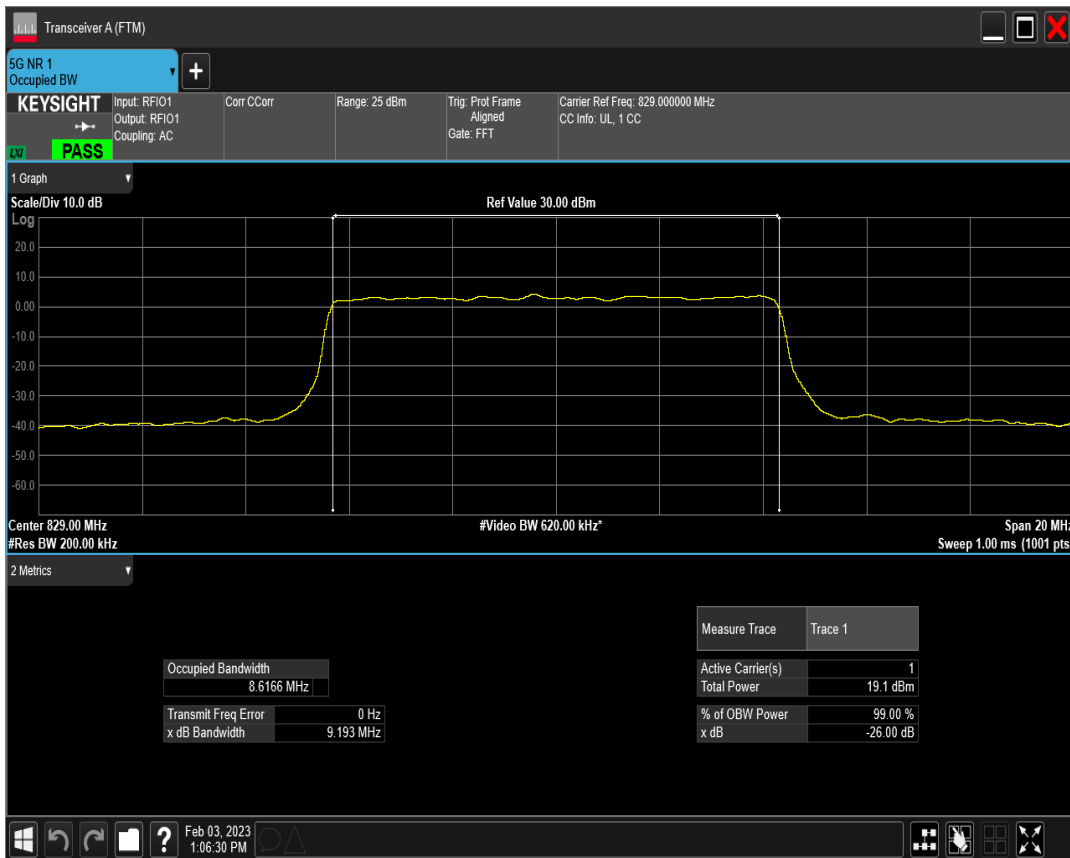 Transceiver A (FTM)
5G NR 1
Occupied BW
+
KEYSIGHT
LXI
PASS
Input: RFIO1
Output: RFIO1
Coupling: AC
Corr CCorr
Range: 25 dBm
Trig: Prot Frame
Aligned
Gate: FFT
Carrier Ref Freq: 829.000000 MHz
CC Info: UL, 1 CC
1 Graph
Scale/Div 10.0 dB
Ref Value 30.00 dBm
Log
20.0
10.0
0.00
-10.0
-20.0
-30.0
-40.0
-50.0
-60.0
Center 829.00 MHz
#Video BW 620.00 kHz*
Span 20 MHz
#Res BW 200.00 kHz
Sweep 1.00 ms (1001 pts
2 Metrics
Measure Trace
Trace 1
Occupied Bandwidth
8.6166 MHz
Active Carrier(s)
1
Total Power
19.1 dBm
Transmit Freq Error
0 Hz
x dB Bandwidth
9.193 MHz
% of OBW Power
99.00 %
x dB
-26.00 dB
?
Feb 03, 2023
1:06:30 PM